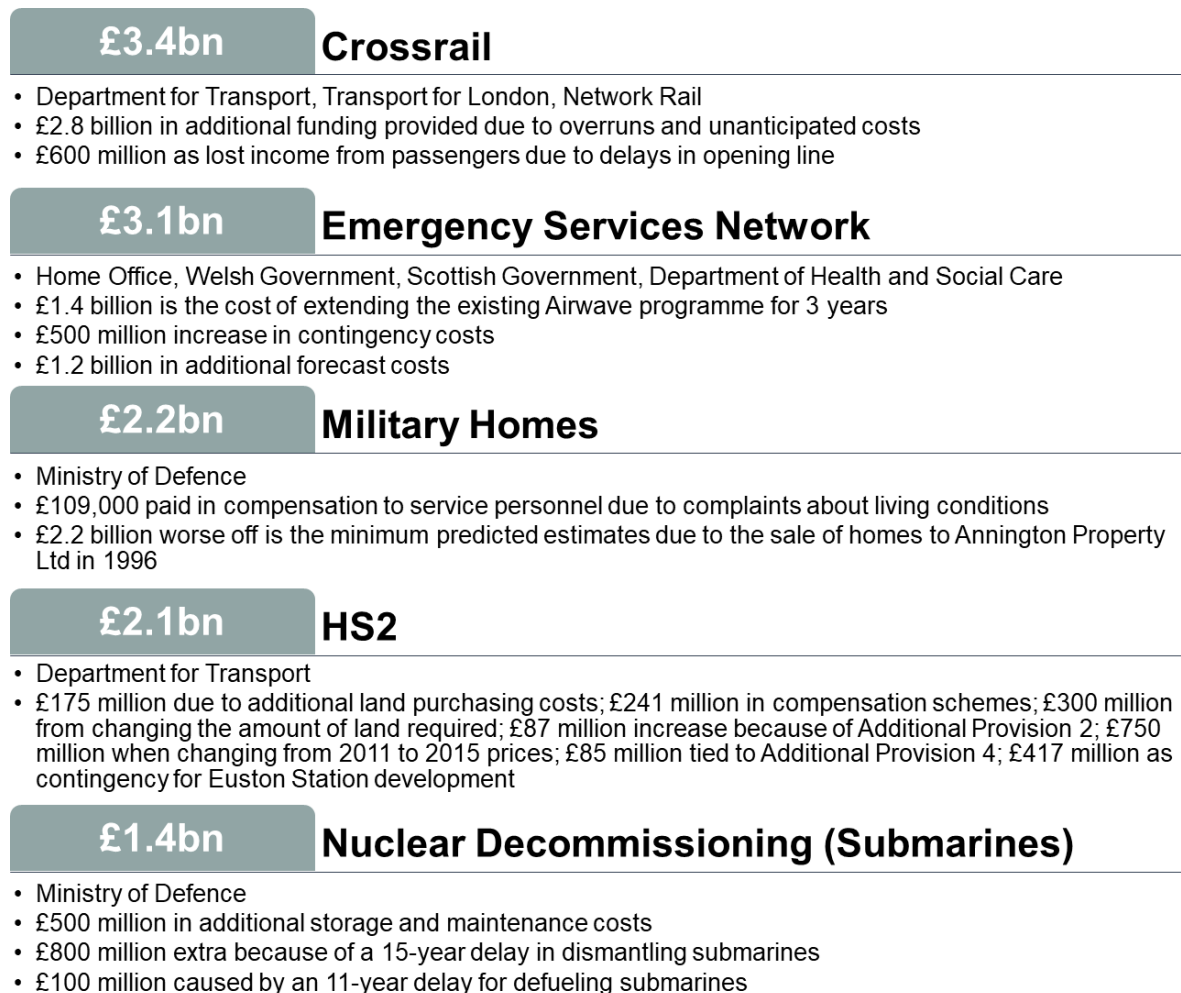 £3.4bn Crossrail
• Department for Transport, Transport for London, Network Rail
• £2.8 billion in additional funding provided due to overruns and unanticipated costs
• £600 million as lost income from passengers due to delays in opening line
£3.1bn Emergency Services Network
• Home Office, Welsh Government, Scottish Government, Department of Health and Social Care
• £1.4 billion is the cost of extending the existing Airwave programme for 3 years
• £500 million increase in contingency costs
• £1.2 billion in additional forecast costs
£2.2bn Military Homes
• Ministry of Defence
• £109,000 paid in compensation to service personnel due to complaints about living conditions
• £2.2 billion worse off is the minimum predicted estimates due to the sale of homes to Annington Property
Ltd in 1996
£2.1bn HS2
• Department for Transport
• £175 million due to additional land purchasing costs; £241 million in compensation schemes; £300 million
from changing the amount of land required; £87 million increase because of Additional Provision 2; £750
million when changing from 2011 to 2015 prices; £85 million tied to Additional Provision 4; £417 million as
contingency for Euston Station development
£1.4bn Nuclear Decommissioning (Submarines)
• Ministry of Defence
• £500 million in additional storage and maintenance costs
• £800 million extra because of a 15-year delay in dismantling submarines
• £100 million caused by an 11-year delay for defueling submarines